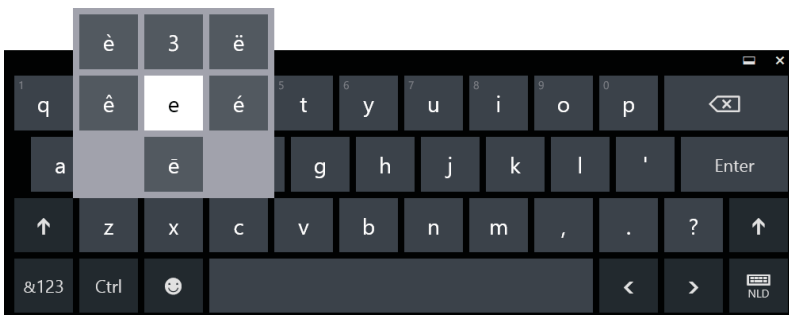 è 3 ë
1 q ê e é 5 t 6 y 7 u 8 i 9 o 0 p
a ē g h j k l ' Enter
z x c v b n m , . ?
&123 Ctrl < > NLD